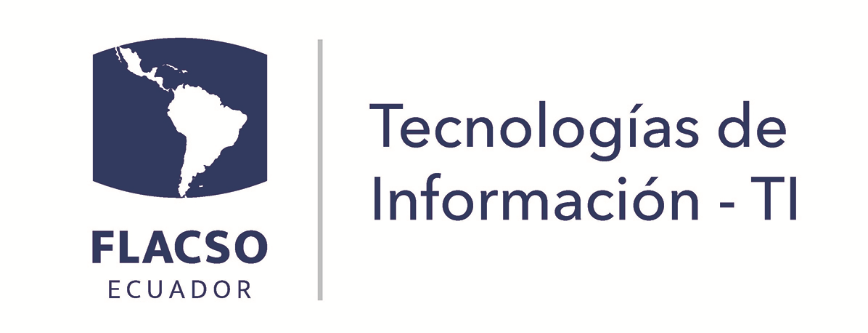 FLACSO
ECUADOR
Tecnologías de
Información - TI